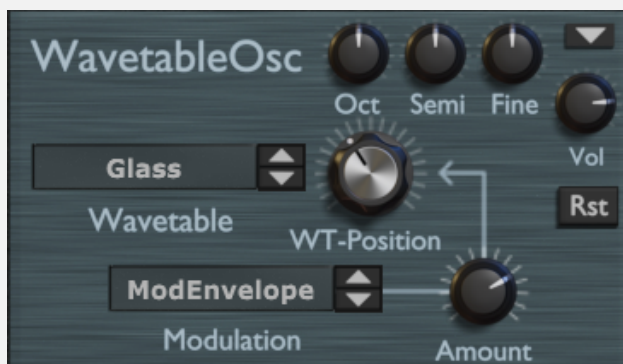 WavetableOsc
Oct Semi Fine
Vol
Glass
Wavetable
WT-Position
Rst
ModEnvelope
Modulation
Amount